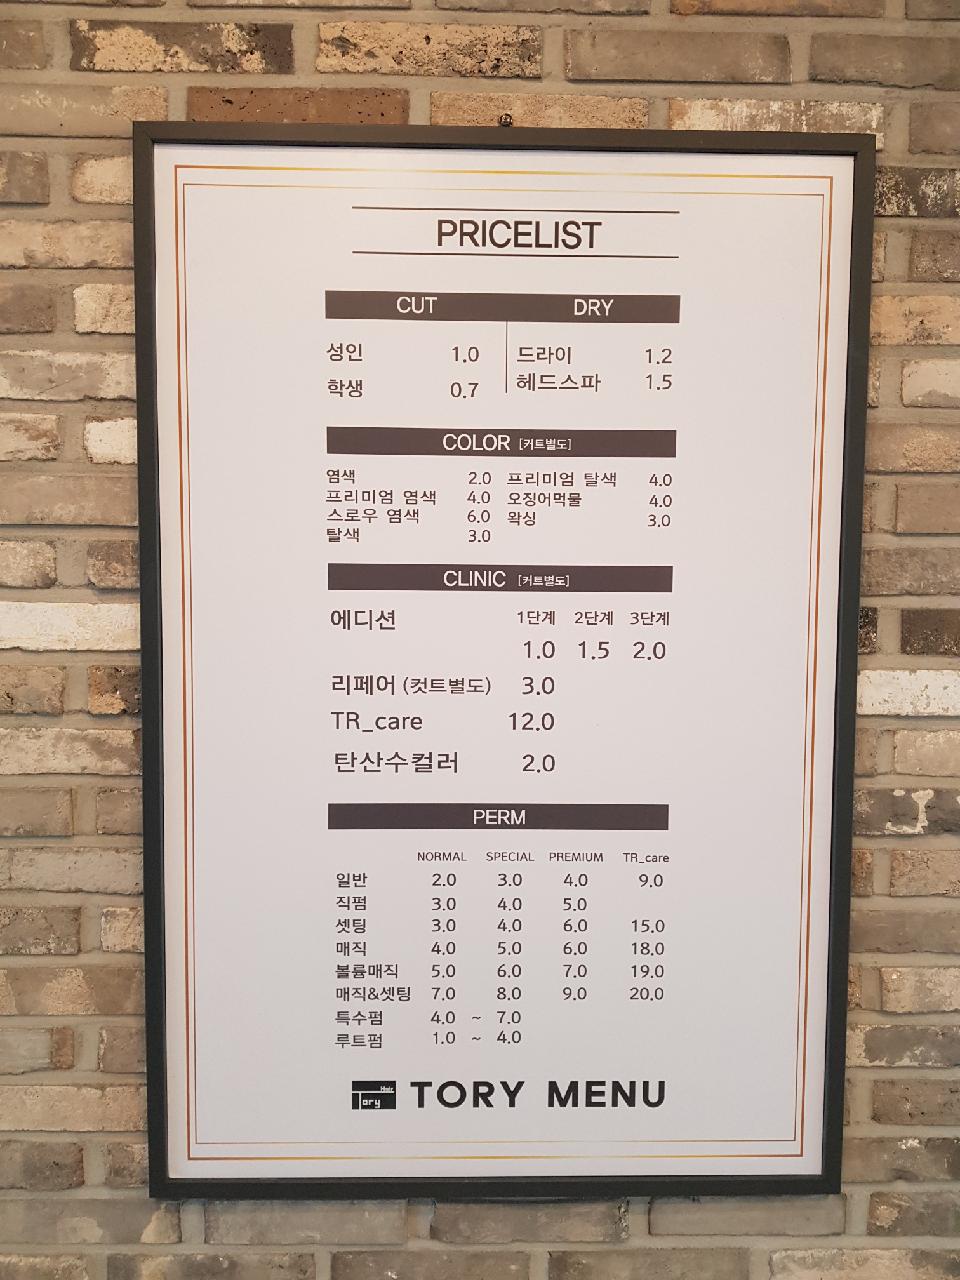 PRICELIST
CUT DRY
성인 1.0 드라이 1.2
학생 0.7 헤드스파 1.5
COLOR [커트별도]
염색 2.0 프리미엄 탈색 4.0
프리미엄 염색 4.0 오징어먹물 4.0
스로우 염색 6.0 왁싱 3.0
탈색 3.0
CLINIC [커트별도]
에디션 1단계 2단계 3단계
1.0 1.5 2.0
리페어 (컷트별도) 3.0
TR_care 12.0
탄산수컬러 2.0
PERM
NORMAL SPECIAL PREMIUM TR_care
일반 2.0 3.0 4.0 9.0
직펌 3.0 4.0 5.0
셋팅 3.0 4.0 6.0 15.0
매직 4.0 5.0 6.0 18.0
볼륨매직 5.0 6.0 7.0 19.0
매직&셋팅 7.0 8.0 9.0 20.0
특수펌 4.0 ~ 7.0
루트펌 1.0 ~ 4.0
Hair
Tory TORY MENU